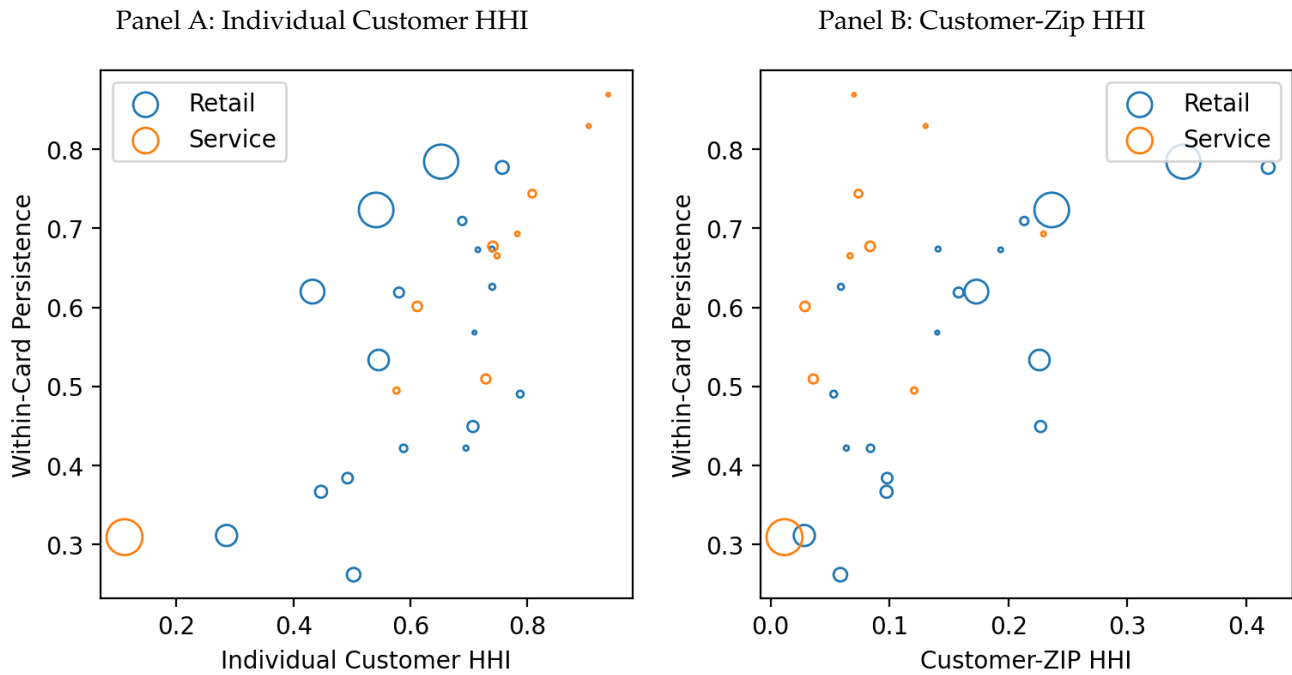 Panel A: Individual Customer HHI
Retail
Service
Within-Card Persistence
0.8
0.7
0.6
0.5
0.4
0.3
0.2 0.4 0.6 0.8
Individual Customer HHI
Panel B: Customer-Zip HHI
Retail
Service
Within-Card Persistence
0.8
0.7
0.6
0.5
0.4
0.3
0.0 0.1 0.2 0.3 0.4
Customer-ZIP HHI